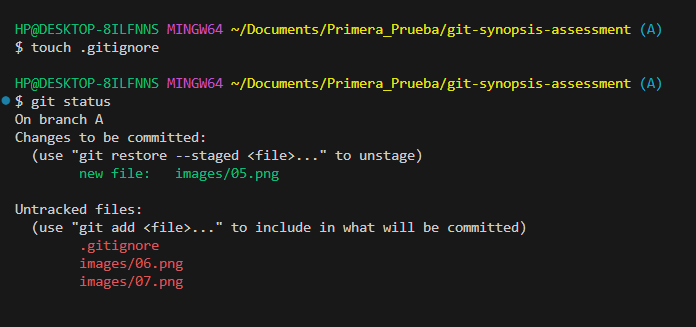 HP@DESKTOP-8ILFNNS MINGW64 ~/Documents/Primera_Prueba/git-synopsis-assessment (A)
$ touch .gitignore
HP@DESKTOP-8ILFNNS MINGW64 ~/Documents/Primera_Prueba/git-synopsis-assessment (A)
$ git status
On branch A
Changes to be committed:
  (use "git restore --staged <file>..." to unstage)
        new file:   images/05.png

Untracked files:
  (use "git add <file>..." to include in what will be committed)
        .gitignore
        images/06.png
        images/07.png